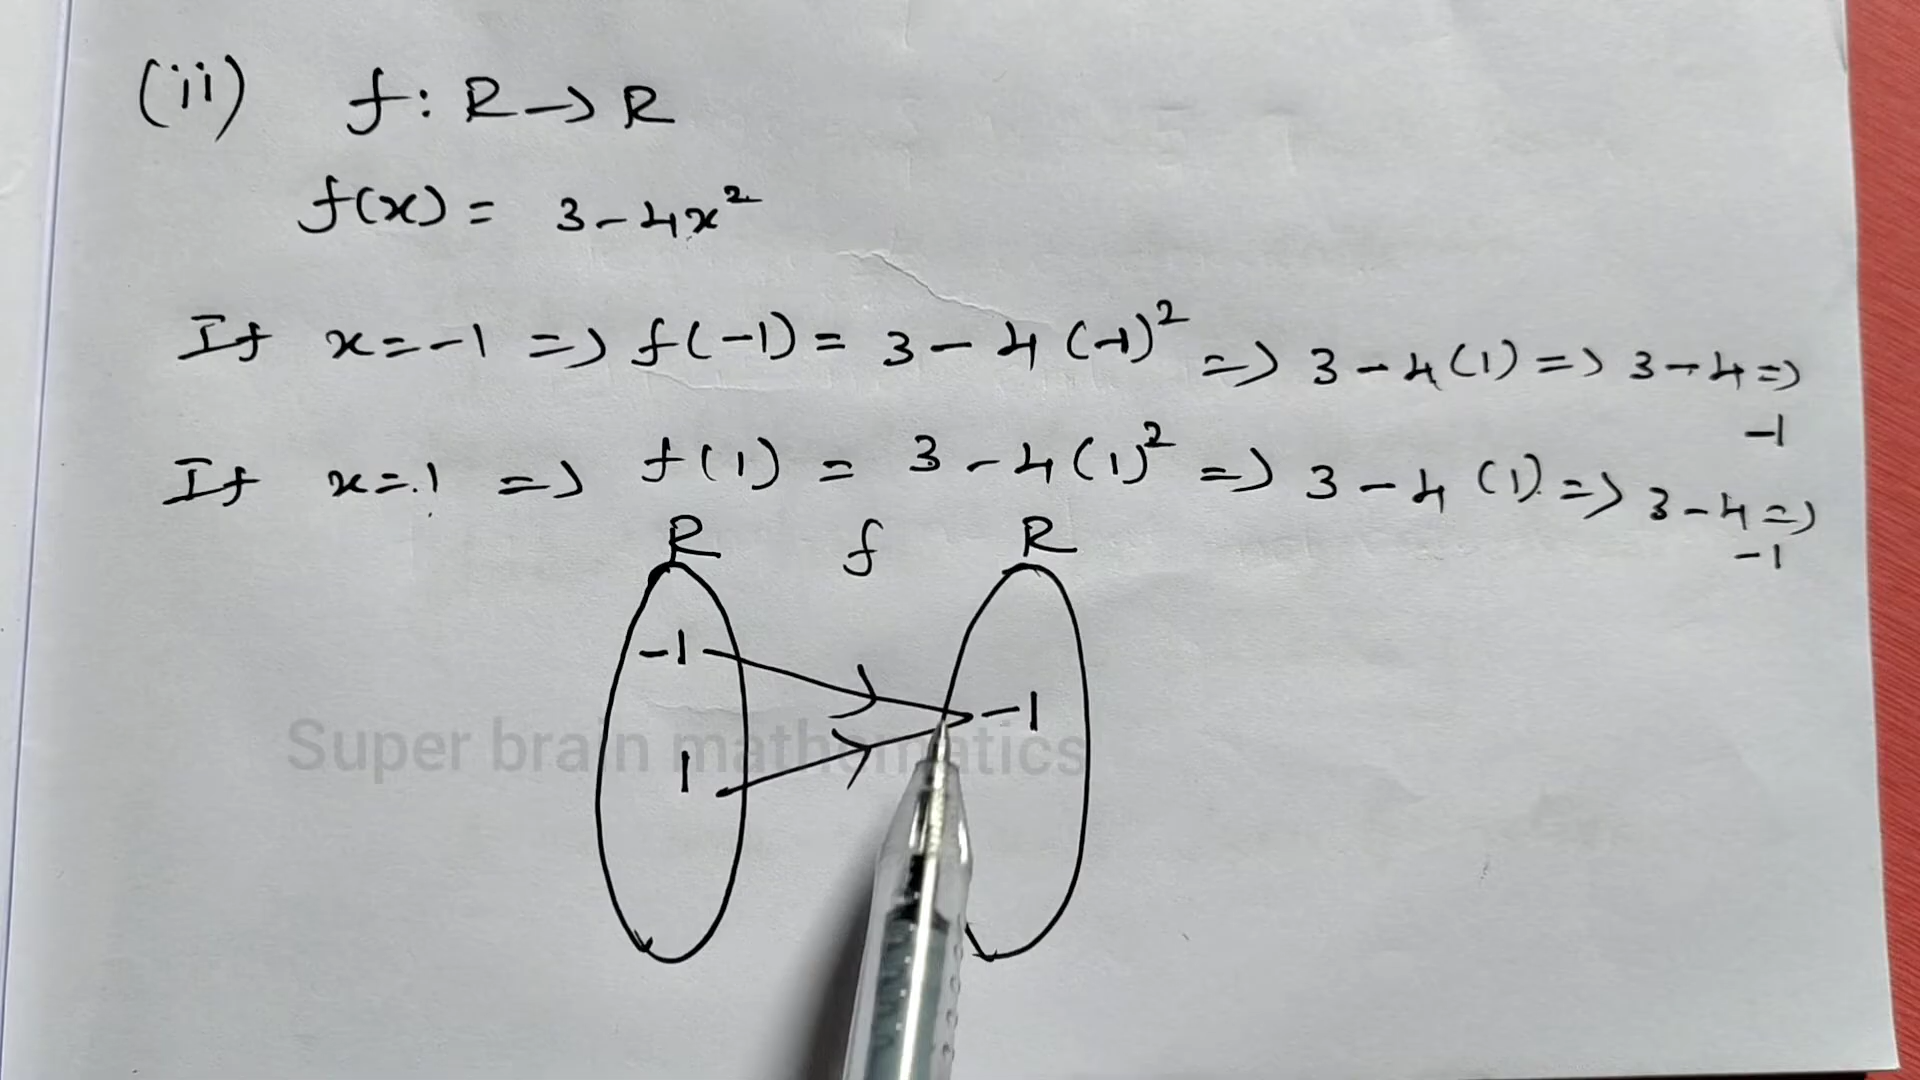 (ii) f: R → R
f(x) = 3 - 4x²
If x = -1 => f(-1) = 3 - 4(-1)² => 3 - 4(1) => 3 - 4 =>
-1
If x = 1 => f(1) = 3 - 4(1)² => 3 - 4(1) => 3 - 4 =>
-1
R f R
-1
-1
1
Super brain mathematics